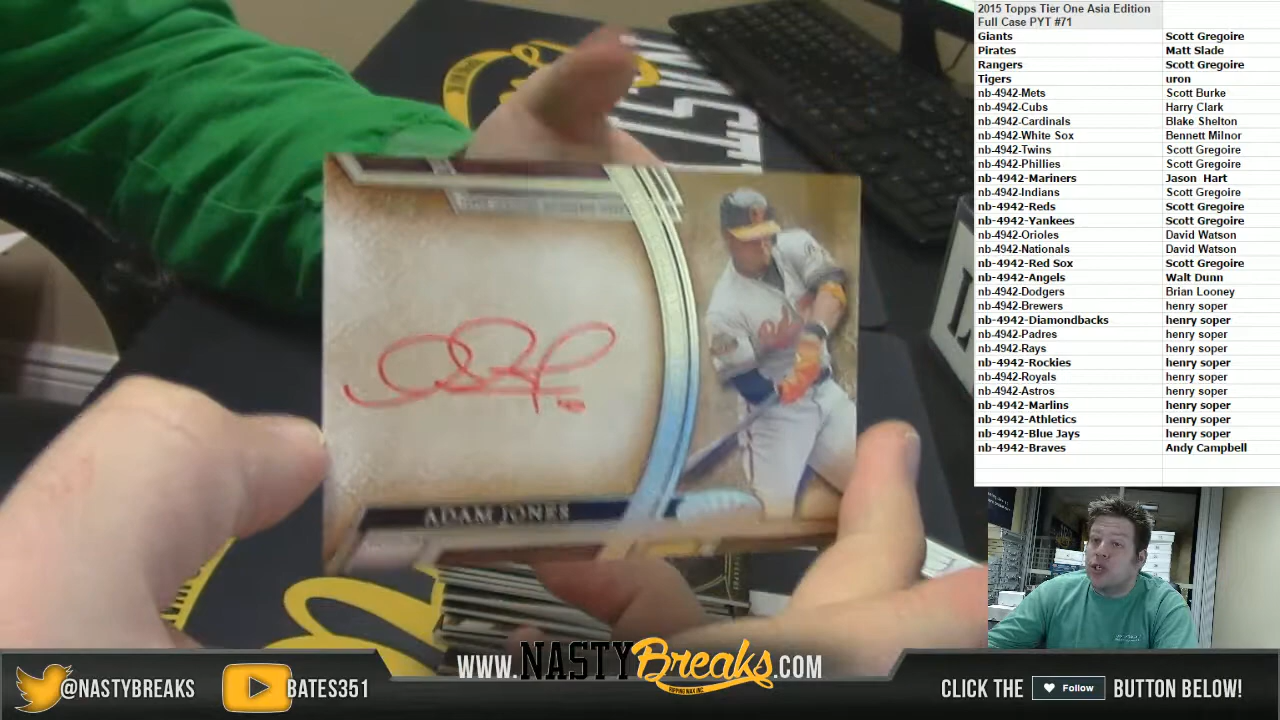 2015 Topps Tier One Asia Edition
Full Case PYT #71
Giants Scott Gregoire
Pirates Matt Slade
Rangers Scott Gregoire
Tigers uron
nb-4942-Mets Scott Burke
nb-4942-Cubs Harry Clark
nb-4942-Cardinals Blake Shelton
nb-4942-White Sox Bennett Milnor
nb-4942-Twins Scott Gregoire
nb-4942-Phillies Scott Gregoire
nb-4942-Mariners Jason Hart
nb-4942-Indians Scott Gregoire
nb-4942-Reds Scott Gregoire
nb-4942-Yankees Scott Gregoire
nb-4942-Orioles David Watson
nb-4942-Nationals David Watson
nb-4942-Red Sox Scott Gregoire
nb-4942-Angels Walt Dunn
nb-4942-Dodgers Brian Looney
nb-4942-Brewers henry soper
nb-4942-Diamondbacks henry soper
nb-4942-Padres henry soper
nb-4942-Rays henry soper
nb-4942-Rockies henry soper
nb-4942-Royals henry soper
nb-4942-Astros henry soper
nb-4942-Marlins henry soper
nb-4942-Athletics henry soper
nb-4942-Blue Jays henry soper
nb-4942-Braves Andy Campbell
ADAM JONES
@NASTYBREAKS
BATES351
WWW.NASTYBreaks.COM
CLICK THE Follow BUTTON BELOW!